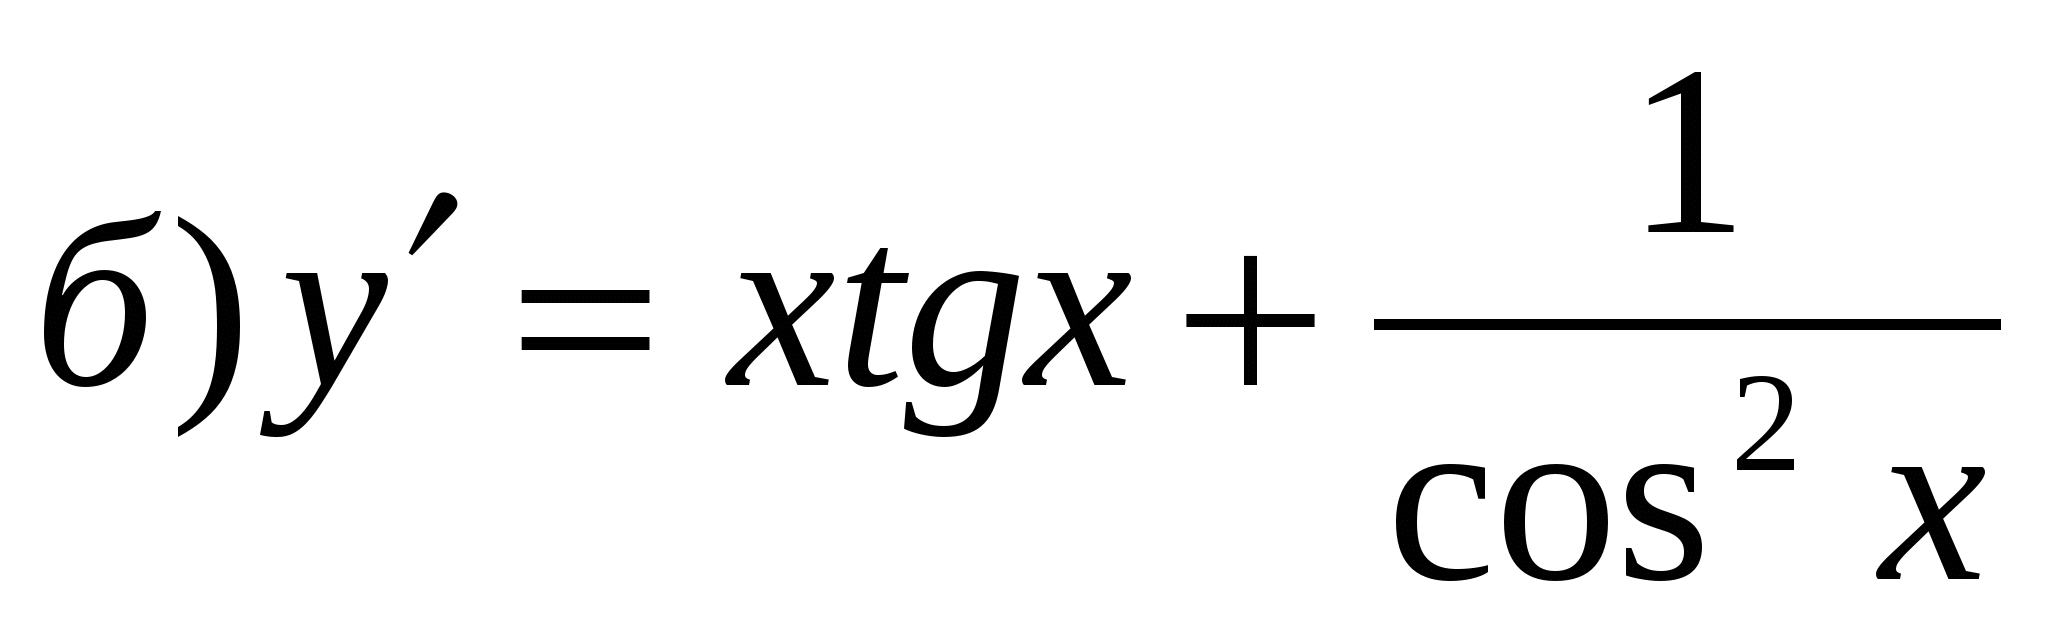 б) y′ = xtgx + 1/cos² x